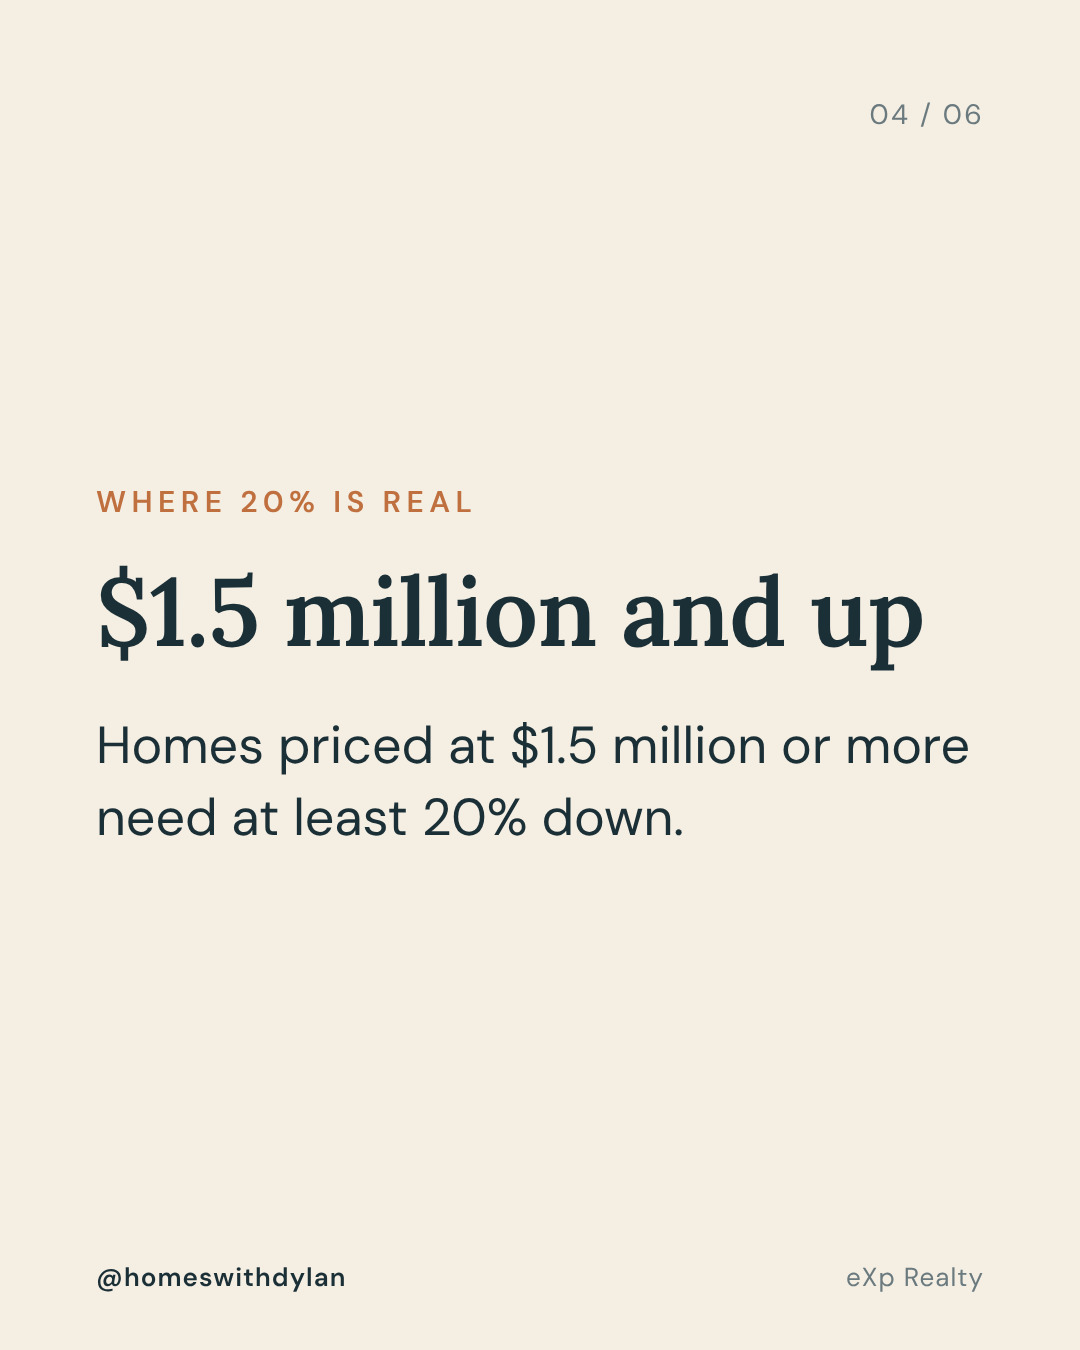 04 / 06
WHERE 20% IS REAL
$1.5 million and up
Homes priced at $1.5 million or more
need at least 20% down.
@homeswithdylan
eXp Realty